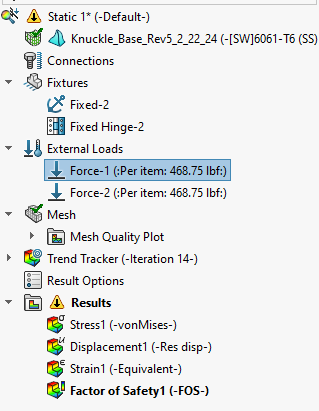 Static 1* (-Default-)
Knuckle_Base_Rev5_2_22_24 (-[SW]6061-T6 (SS)
Connections
Fixtures
Fixed-2
Fixed Hinge-2
External Loads
Force-1 (:Per item: 468.75 lbf:)
Force-2 (:Per item: 468.75 lbf:)
Mesh
Mesh Quality Plot
Trend Tracker (-Iteration 14-)
Result Options
Results
Stress1 (-vonMises-)
Displacement1 (-Res disp-)
Strain1 (-Equivalent-)
Factor of Safety1 (-FOS-)